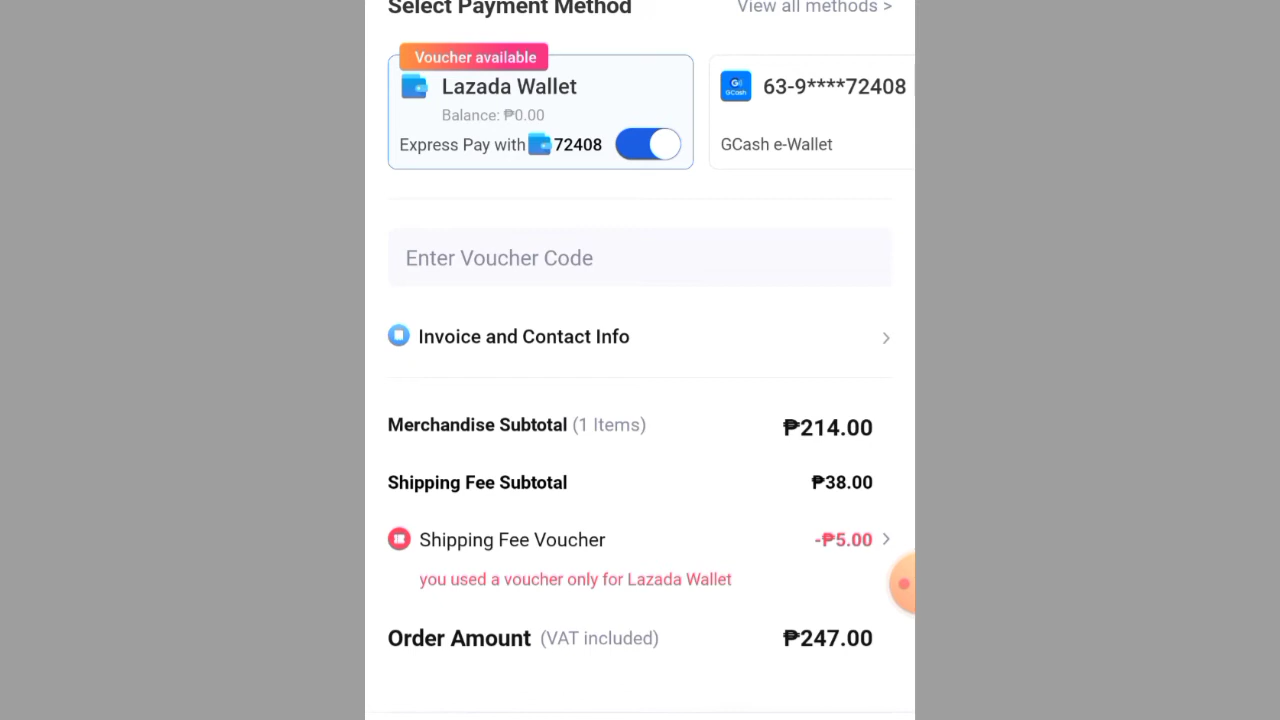 Select Payment Method
View all methods >
Voucher available
Lazada Wallet
Balance: ₱0.00
Express Pay with 72408
GCash
63-9****72408
GCash e-Wallet
Enter Voucher Code
Invoice and Contact Info
Merchandise Subtotal (1 Items) ₱214.00
Shipping Fee Subtotal ₱38.00
Shipping Fee Voucher -₱5.00
you used a voucher only for Lazada Wallet
Order Amount (VAT included) ₱247.00